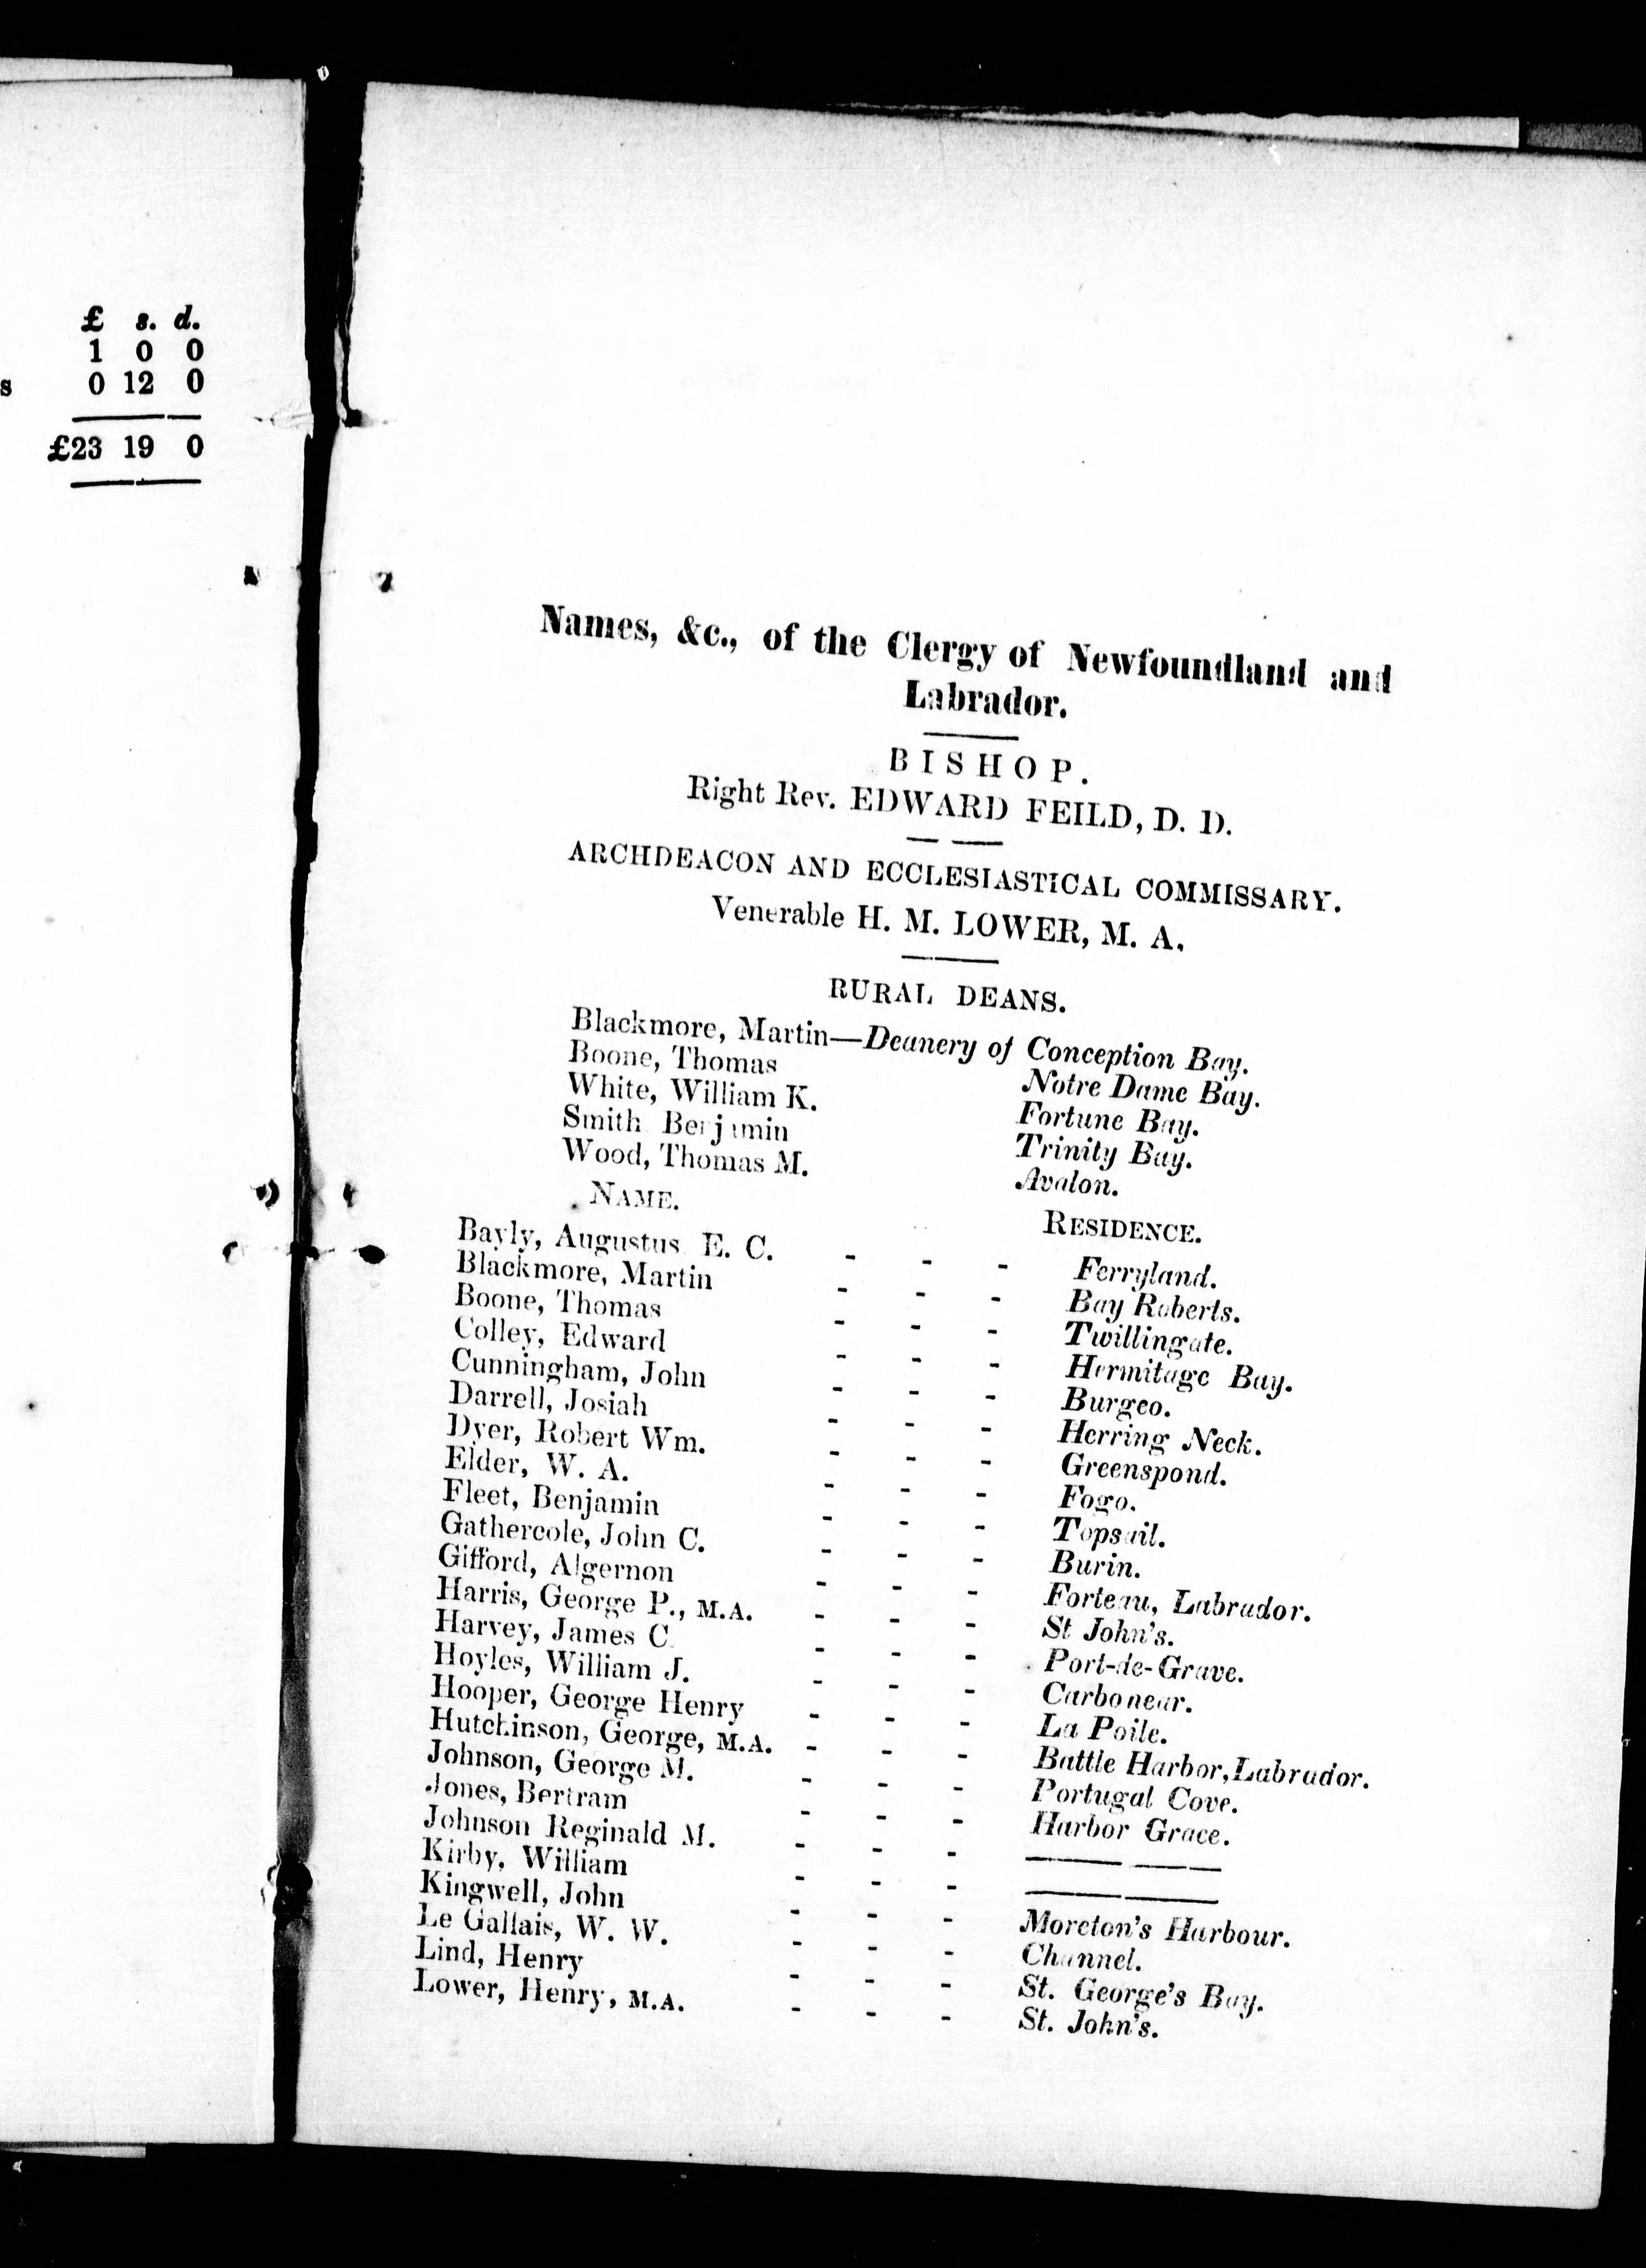 £ s. d.
1 0 0
s 0 12 0
£23 19 0
Names, &c., of the Clergy of Newfoundland and
Labrador.
BISHOP.
Right Rev. EDWARD FEILD, D. D.
ARCHDEACON AND ECCLESIASTICAL COMMISSARY.
Venerable H. M. LOWER, M. A.
RURAL DEANS.
Blackmore, Martin—Deanery of Conception Bay.
Boone, Thomas Notre Dame Bay.
White, William K. Fortune Bay.
Smith Benjamin Trinity Bay.
Wood, Thomas M. Avalon.
NAME. RESIDENCE.
Bayly, Augustus E. C. - - - Ferryland.
Blackmore, Martin - - - Bay Roberts.
Boone, Thomas - - - Twillingate.
Colley, Edward - - - Hermitage Bay.
Cunningham, John - - - Burgeo.
Darrell, Josiah - - - Herring Neck.
Dyer, Robert Wm. - - - Greenspond.
Elder, W. A. - - - Fogo.
Fleet, Benjamin - - - Topsail.
Gathercole, John C. - - - Burin.
Gifford, Algernon - - - Forteau, Labrador.
Harris, George P., M.A. - - - St John's.
Harvey, James C - - - Port-de-Grave.
Hoyles, William J. - - - Carbonear.
Hooper, George Henry - - - La Poile.
Hutchinson, George, M.A. - - - Battle Harbor, Labrador.
Johnson, George M. - - - Portugal Cove.
Jones, Bertram - - - Harbor Grace.
Johnson Reginald M. - - - ———
Kirby, William - - - ———
Kingwell, John - - - Moreton's Harbour.
Le Gallais, W. W. - - - Channel.
Lind, Henry - - - St. George's Bay.
Lower, Henry, M.A. - - - St. John's.